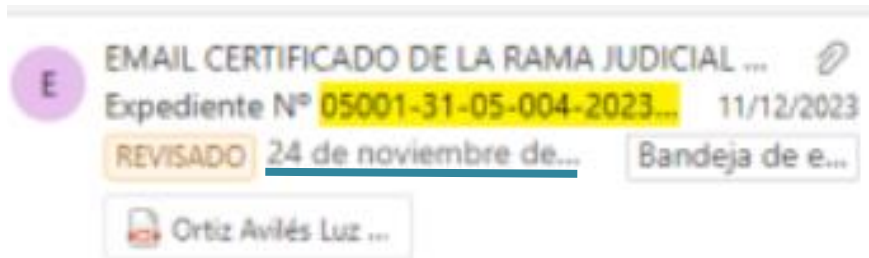 E
EMAIL CERTIFICADO DE LA RAMA JUDICIAL ...
Expediente Nº 05001-31-05-004-2023... 11/12/2023
REVISADO 24 de noviembre de... Bandeja de e...
Ortiz Avilés Luz ...